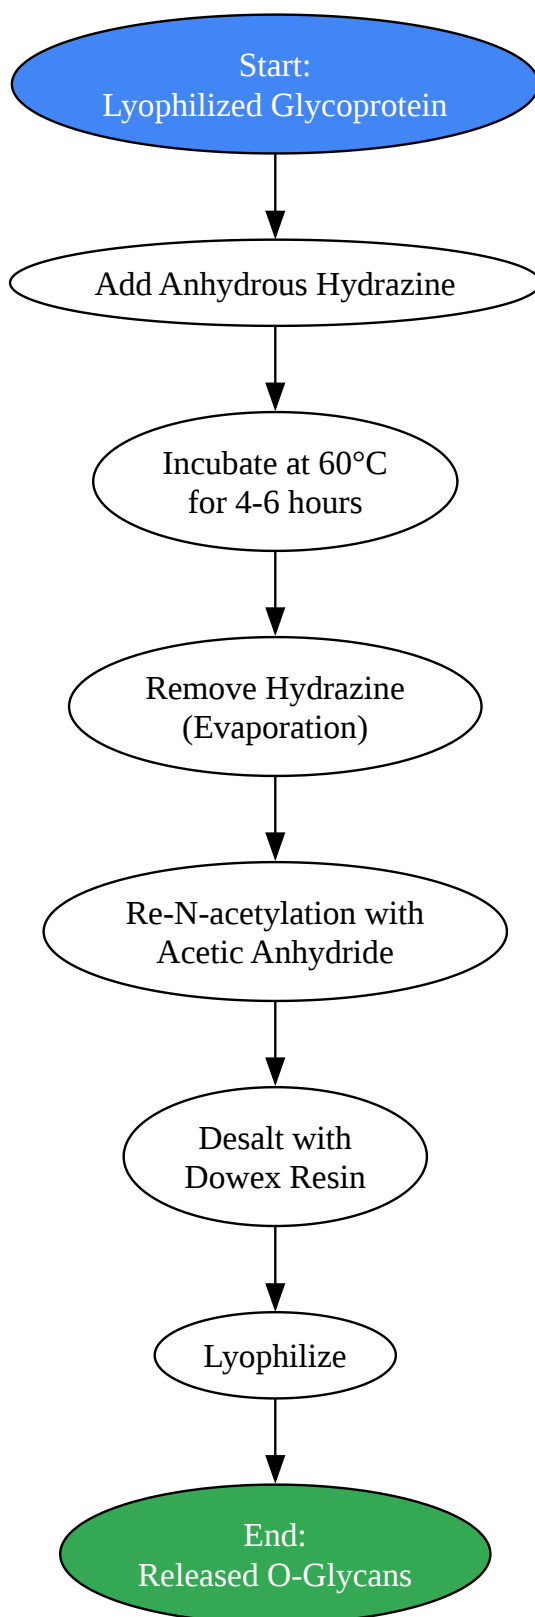 Start:
Lyophilized Glycoprotein
Add Anhydrous Hydrazine
Incubate at 60°C
for 4-6 hours
Remove Hydrazine
(Evaporation)
Re-N-acetylation with
Acetic Anhydride
Desalt with
Dowex Resin
Lyophilize
End:
Released O-Glycans